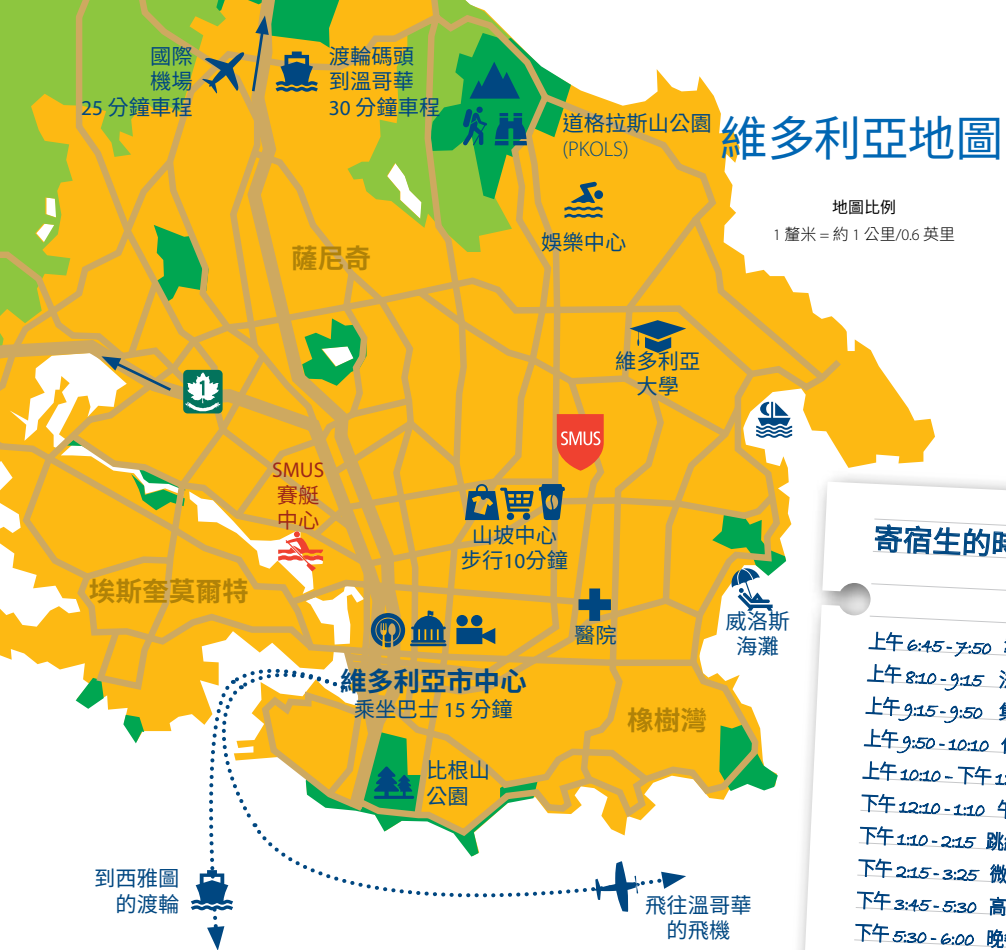 國際
機場
25 分鐘車程
渡輪碼頭
到溫哥華
30 分鐘車程
道格拉斯山公園
(PKOLS)
維多利亞地圖
地圖比例
1 釐米 = 約 1 公里/0.6 英里
娛樂中心
薩尼奇
維多利亞
大學
1
SMUS
SMUS
賽艇
中心
山坡中心
步行10分鐘
埃斯奎莫爾特
醫院
威洛斯
海灘
維多利亞市中心
乘坐巴士 15 分鐘
橡樹灣
比根山
公園
到西雅圖
的渡輪
飛往溫哥華
的飛機
寄宿生的時
上午 6:45 - 7:50
上午 8:10 - 9:15
上午 9:15 - 9:50
上午 9:50 - 10:10
上午 10:10 - 下午
下午 12:10 - 1:10
下午 1:10 - 2:15 跳
下午 2:15 - 3:25 微
下午 3:45 - 5:30 高
下午 5:30 - 6:00 晚